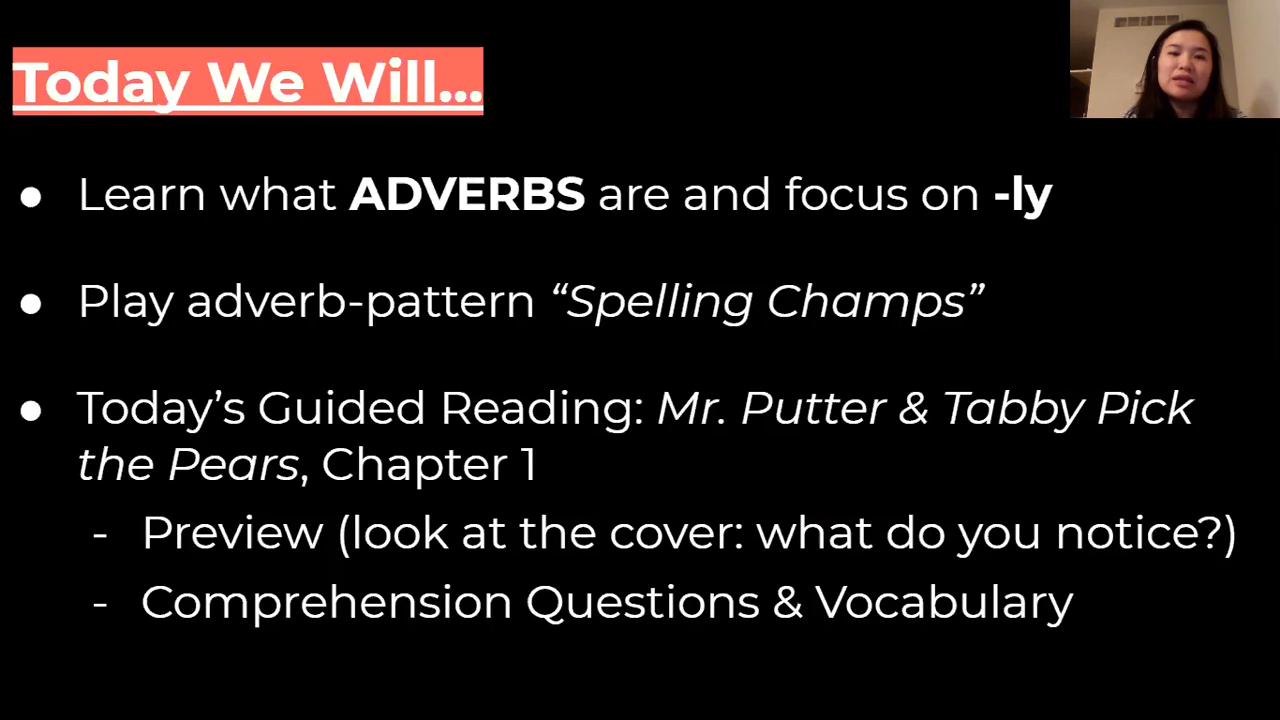 Today We Will...
● Learn what ADVERBS are and focus on -ly
● Play adverb-pattern “Spelling Champs”
● Today’s Guided Reading: Mr. Putter & Tabby Pick
the Pears, Chapter 1
- Preview (look at the cover: what do you notice?)
- Comprehension Questions & Vocabulary